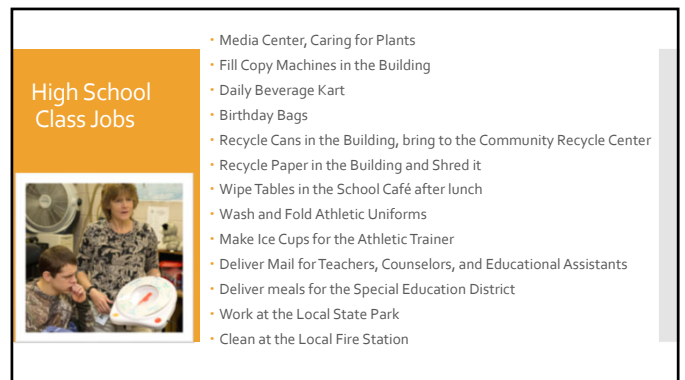 High School
Class Jobs
• Media Center, Caring for Plants
• Fill Copy Machines in the Building
• Daily Beverage Kart
• Birthday Bags
• Recycle Cans in the Building, bring to the Community Recycle Center
• Recycle Paper in the Building and Shred it
• Wipe Tables in the School Café after lunch
• Wash and Fold Athletic Uniforms
• Make Ice Cups for the Athletic Trainer
• Deliver Mail for Teachers, Counselors, and Educational Assistants
• Deliver meals for the Special Education District
• Work at the Local State Park
• Clean at the Local Fire Station